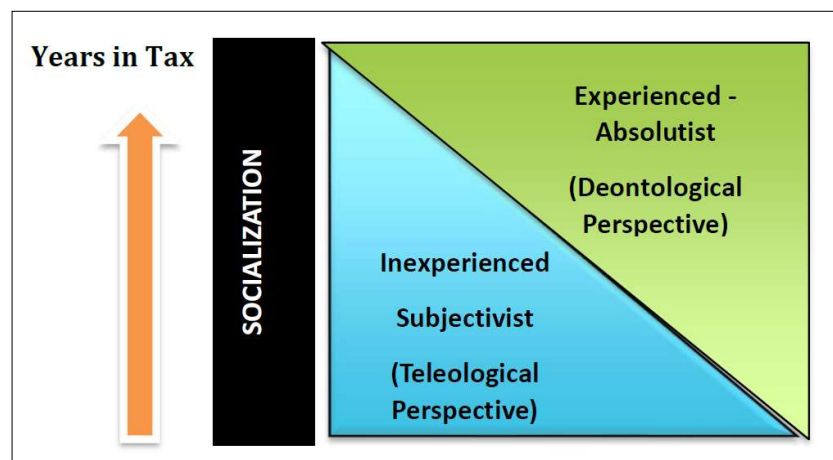 Years in Tax
SOCIALIZATION
Experienced -
Absolutist
(Deontological
Perspective)
Inexperienced
Subjectivist
(Teleological
Perspective)